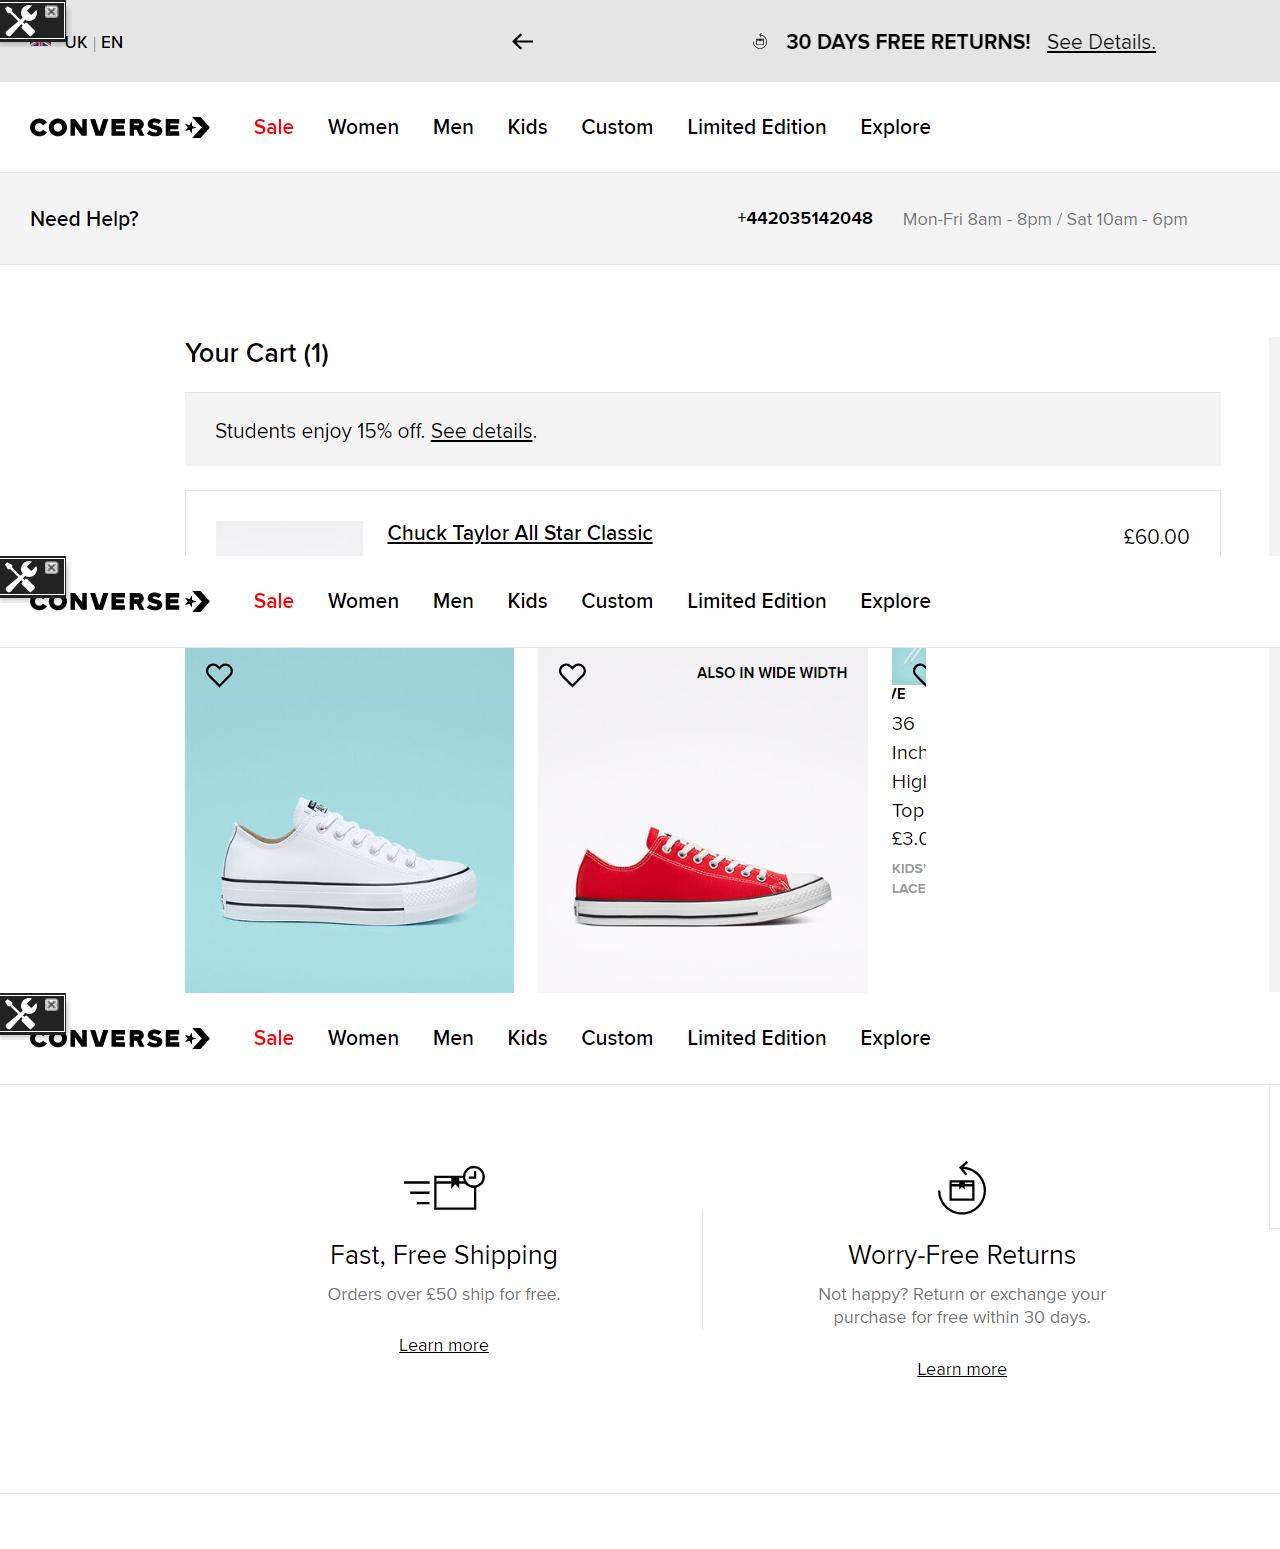 UK | EN
30 DAYS FREE RETURNS! See Details.
CONVERSE Sale Women Men Kids Custom Limited Edition Explore
Need Help? +442035142048 Mon-Fri 8am - 8pm / Sat 10am - 6pm
Your Cart (1)
Students enjoy 15% off. See details.
Chuck Taylor All Star Classic £60.00
CONVERSE Sale Women Men Kids Custom Limited Edition Explore
ALSO IN WIDE WIDTH
36
Inch
Top
KIDS'
LACE
CONVERSE Sale Women Men Kids Custom Limited Edition Explore
Fast, Free Shipping
Orders over £50 ship for free.
Learn more
Worry-Free Returns
Not happy? Return or exchange your
purchase for free within 30 days.
Learn more